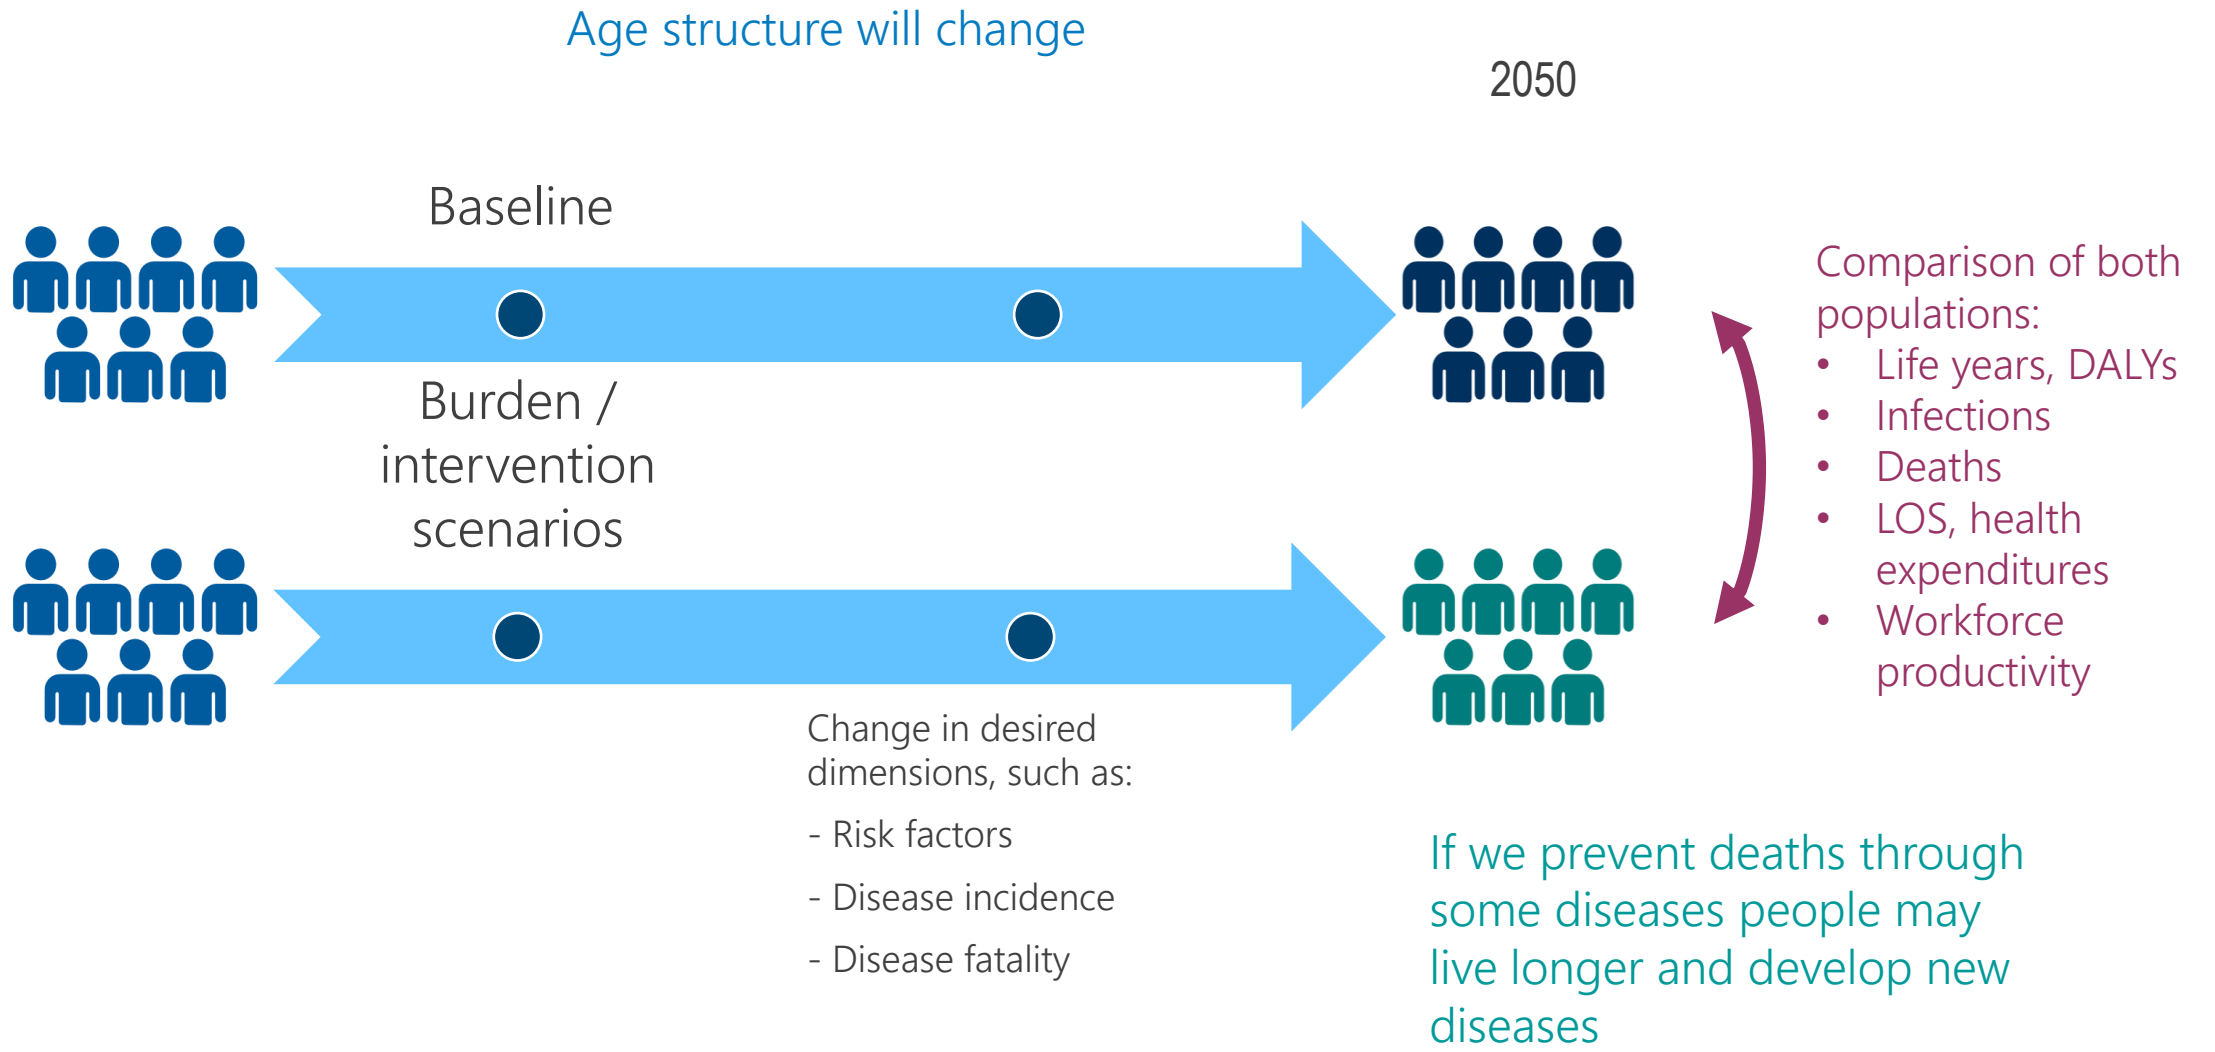 Age structure will change
2050
Baseline
Burden /
intervention
scenarios
Change in desired
dimensions, such as:
- Risk factors
- Disease incidence
- Disease fatality
Comparison of both
populations:
• Life years, DALYs
• Infections
• Deaths
• LOS, health
expenditures
• Workforce
productivity
If we prevent deaths through
some diseases people may
live longer and develop new
diseases